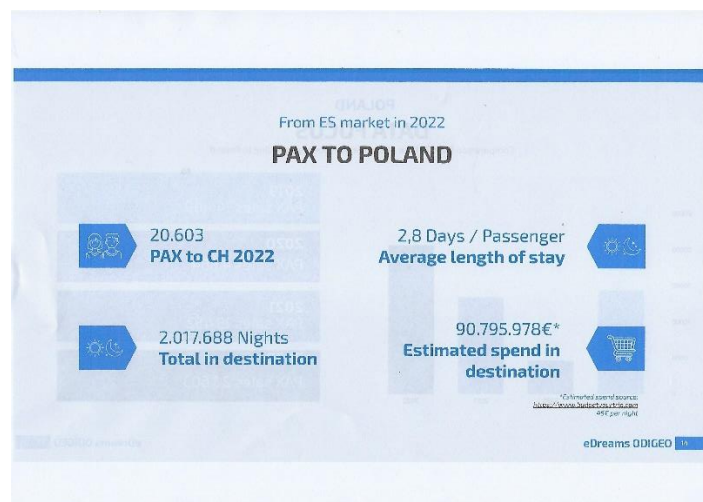 From ES market in 2022
PAX TO POLAND
20.603
PAX to CH 2022
2,8 Days / Passenger
Average length of stay
2.017.688 Nights
Total in destination
90.795.978€*
Estimated spend in
destination
*Estimated spend source:
45€ per night
eDreams ODIGEO 14